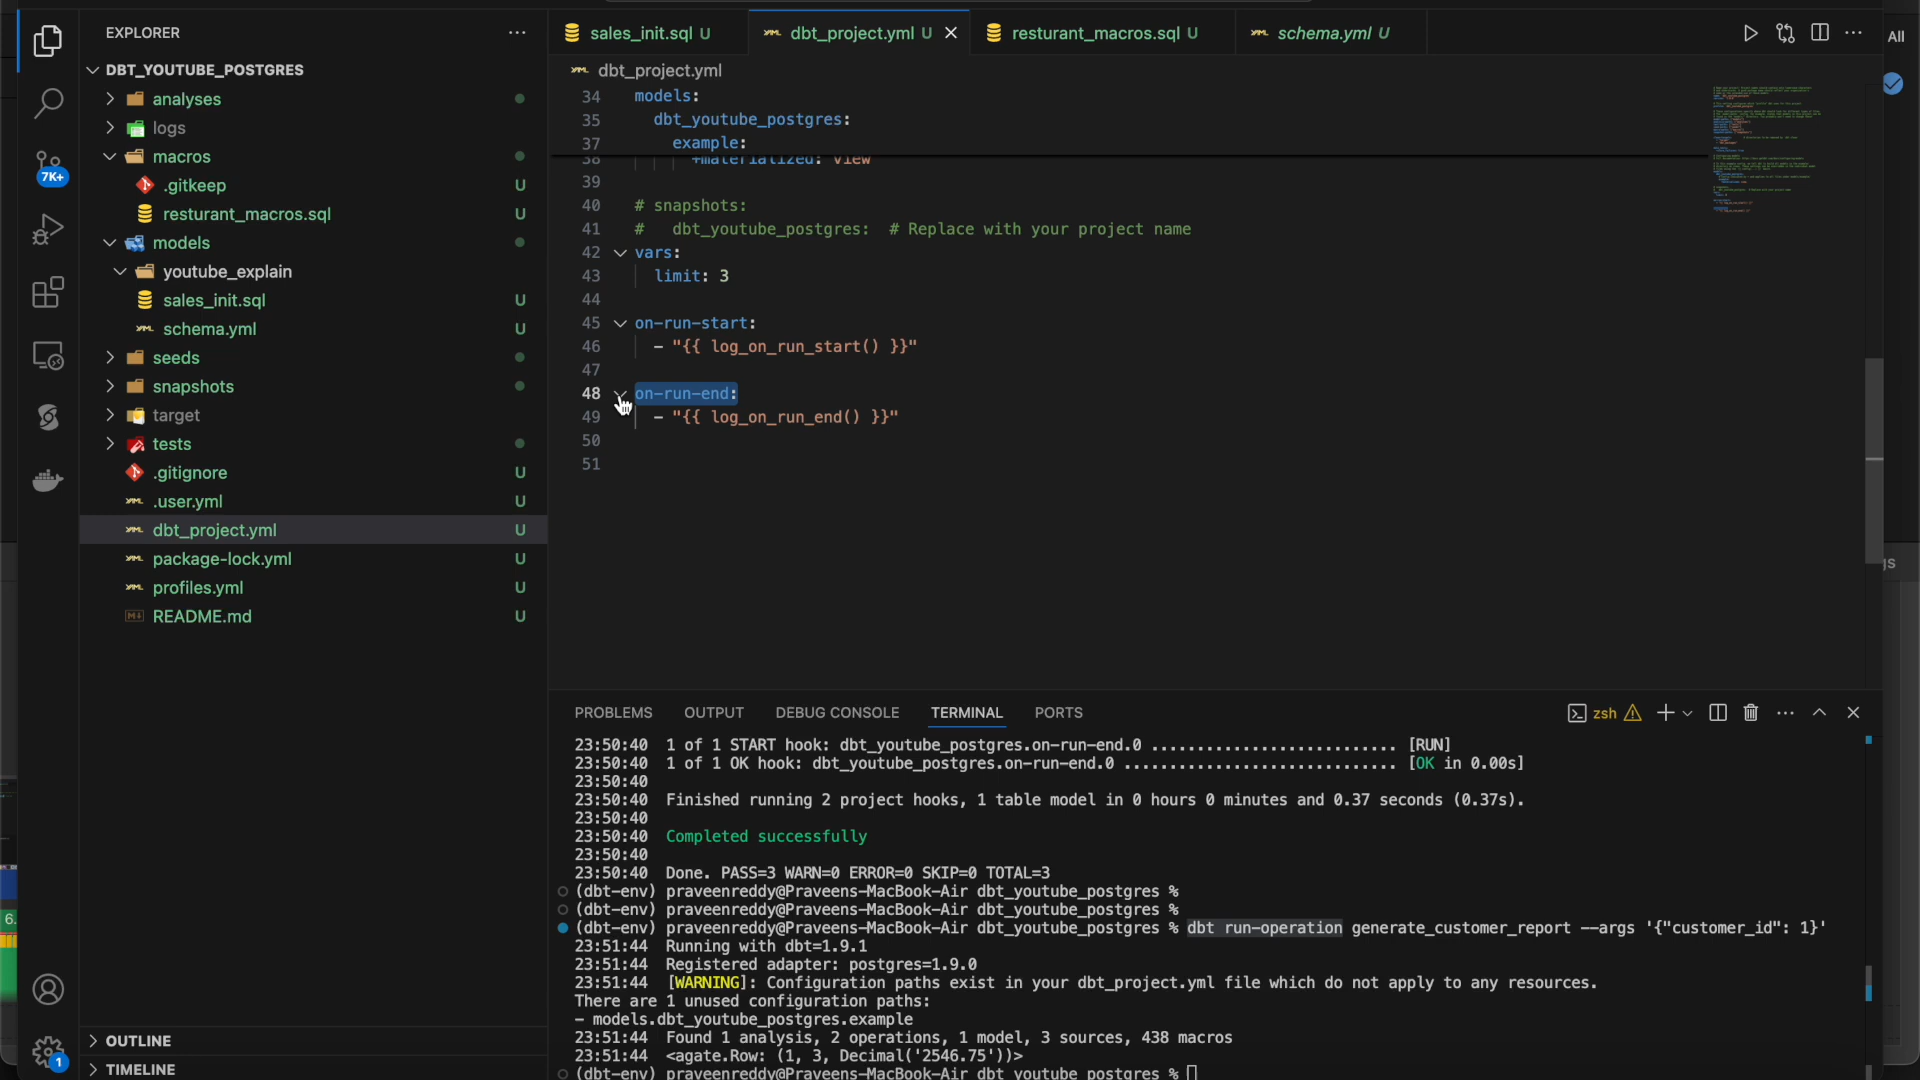 EXPLORER
DBT_YOUTUBE_POSTGRES
analyses
logs
macros
.gitkeep U
resturant_macros.sql U
models
youtube_explain
sales_init.sql U
schema.yml U
seeds
snapshots
target
tests
.gitignore U
.user.yml U
dbt_project.yml U
package-lock.yml U
profiles.yml U
README.md U
OUTLINE
TIMELINE
7K+
1
sales_init.sql U
dbt_project.yml U
resturant_macros.sql U
schema.yml U
All
dbt_project.yml
34 models:
35 dbt_youtube_postgres:
37 example:
38 +materialized: view
39
40 # snapshots:
41 # dbt_youtube_postgres: # Replace with your project name
42 vars:
43 limit: 3
44
45 on-run-start:
46 - "{{ log_on_run_start() }}"
47
48 on-run-end:
49 - "{{ log_on_run_end() }}"
50
51
PROBLEMS OUTPUT DEBUG CONSOLE TERMINAL PORTS
zsh
23:50:40 1 of 1 START hook: dbt_youtube_postgres.on-run-end.0 ........................... [RUN]
23:50:40 1 of 1 OK hook: dbt_youtube_postgres.on-run-end.0 .............................. [OK in 0.00s]
23:50:40
23:50:40 Finished running 2 project hooks, 1 table model in 0 hours 0 minutes and 0.37 seconds (0.37s).
23:50:40
23:50:40 Completed successfully
23:50:40
23:50:40 Done. PASS=3 WARN=0 ERROR=0 SKIP=0 TOTAL=3
(dbt-env) praveenreddy@Praveens-MacBook-Air dbt_youtube_postgres %
(dbt-env) praveenreddy@Praveens-MacBook-Air dbt_youtube_postgres %
(dbt-env) praveenreddy@Praveens-MacBook-Air dbt_youtube_postgres % dbt run-operation generate_customer_report --args '{"customer_id": 1}'
23:51:44 Running with dbt=1.9.1
23:51:44 Registered adapter: postgres=1.9.0
23:51:44 [WARNING]: Configuration paths exist in your dbt_project.yml file which do not apply to any resources.
There are 1 unused configuration paths:
- models.dbt_youtube_postgres.example
23:51:44 Found 1 analysis, 2 operations, 1 model, 3 sources, 438 macros
23:51:44 <agate.Row: (1, 3, Decimal('2546.75'))>
(dbt-env) praveenreddy@Praveens-MacBook-Air dbt_youtube_postgres %